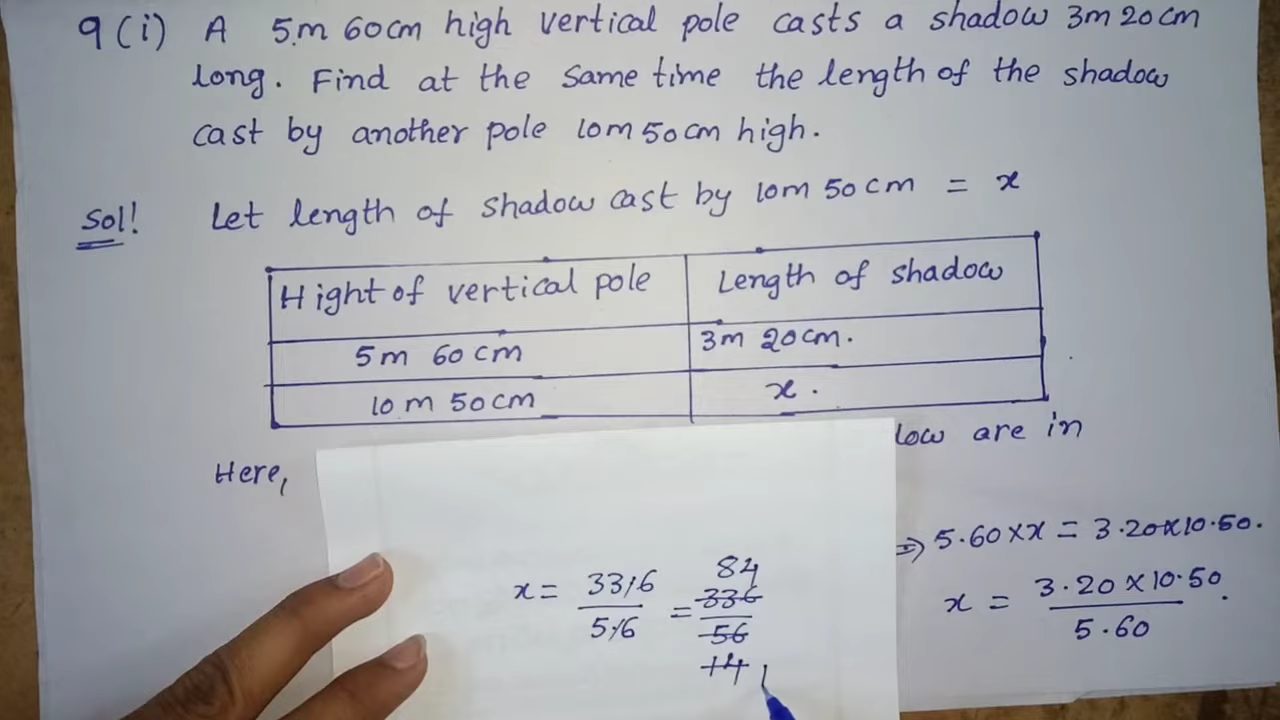 9 (i) A 5.m 60cm high vertical pole casts a shadow 3m 20cm
long. Find at the same time the length of the shadow
cast by another pole 10m 50cm high.
Sol! Let length of shadow cast by 10m 50cm = x
Hight of vertical pole Length of shadow
5m 60cm 3m 20cm.
10m 50cm x.
Here, low are in
⇒ 5.60 × x = 3.20 × 10.50.
x = 3.20 × 10.50 / 5.60.
x = 33.6 / 5.6 = 336 / 56
84
14